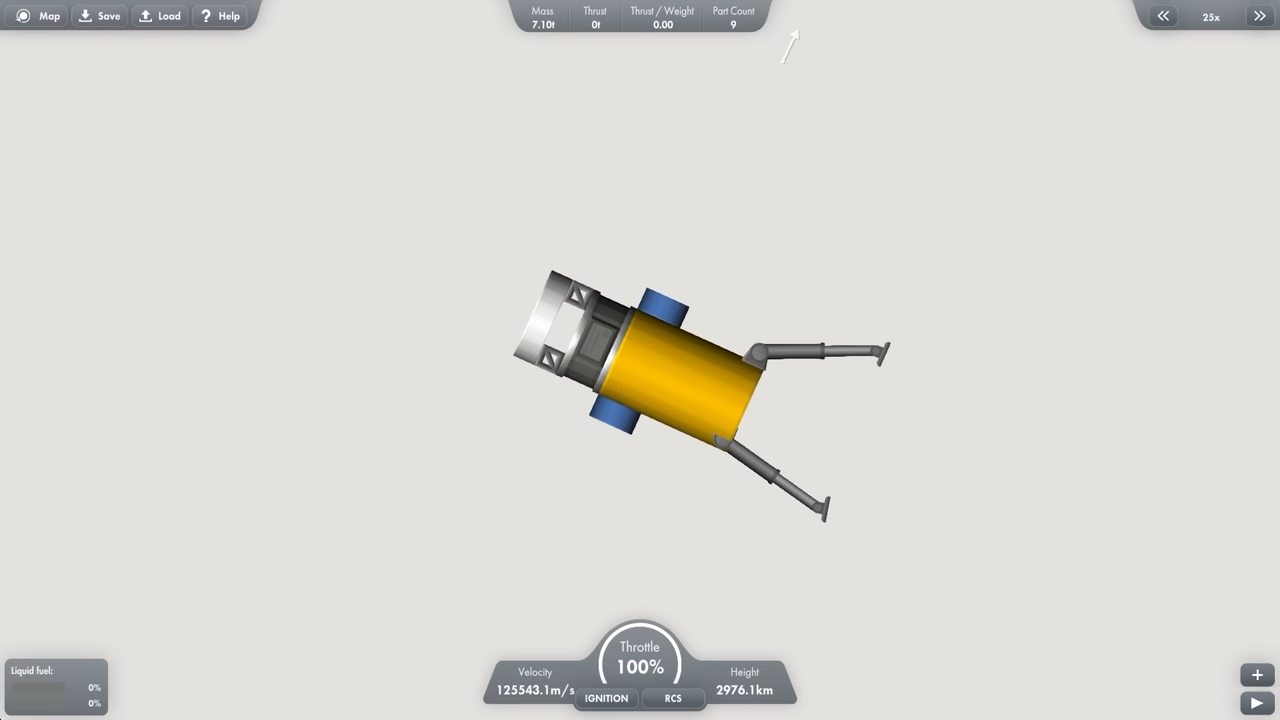 Map Save Load Help
Mass Thrust Thrust / Weight Part Count
7.10t 0t 0.00 9
25x
Throttle
100%
Velocity
125543.1m/s
Height
2976.1km
IGNITION RCS
Liquid fuel:
0%
0%